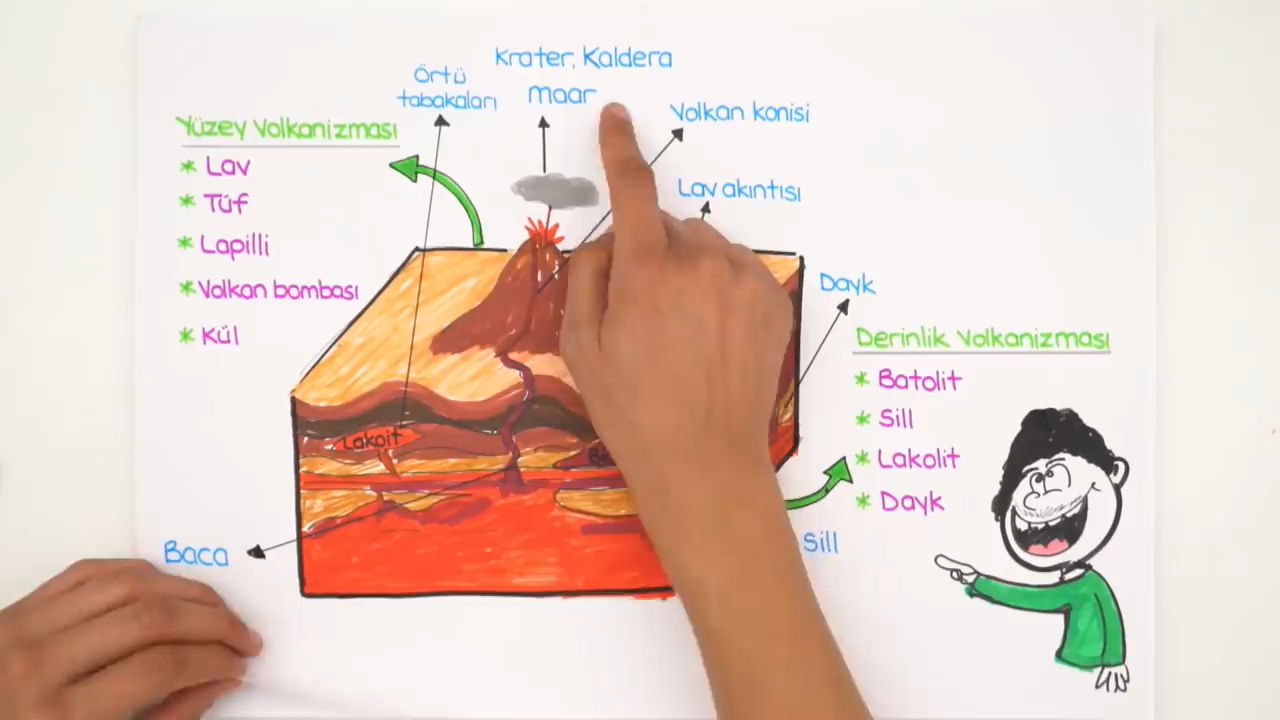 Krater, Kaldera
maar
Örtü
tabakaları
Volkan konisi
Yüzey Volkanizması
* Lav
* Tüf
* Lapilli
* Volkan bombası
* Kül
Lav akıntısı
Dayk
Derinlik Volkanizması
* Batolit
* Sill
* Lakolit
* Dayk
Lakoit
Baca
Sill